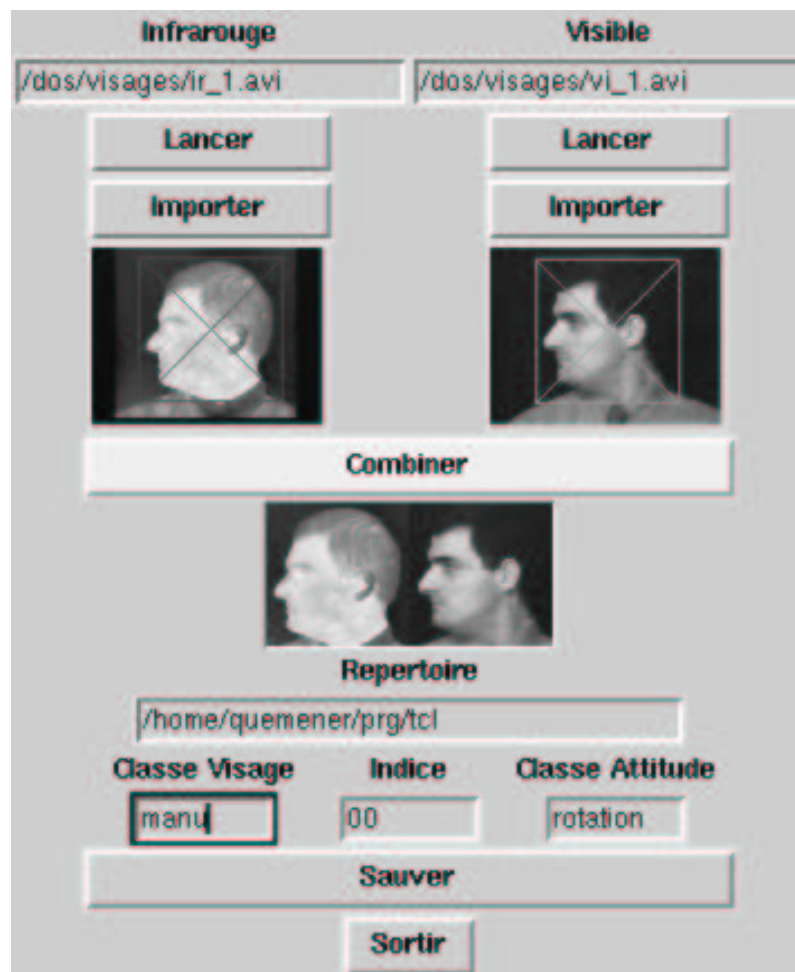 Infrarouge Visible
/dos/visages/ir_1.avi /dos/visages/vi_1.avi
Lancer Lancer
Importer Importer
Combiner
Repertoire
/home/quemener/prg/tcl
Classe Visage Indice Classe Attitude
manu 00 rotation
Sauver
Sortir